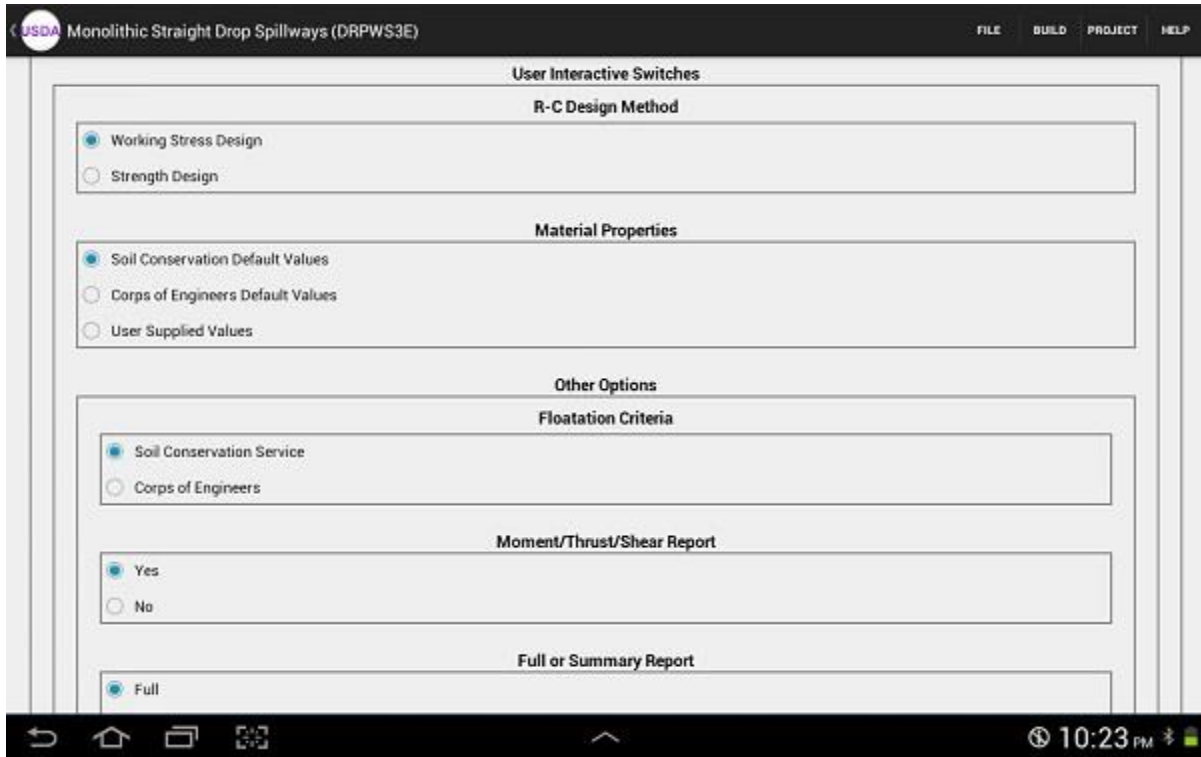 USDA Monolithic Straight Drop Spillways (DRPWS3E) FILE BUILD PROJECT HELP
User Interactive Switches
R-C Design Method
Working Stress Design
Strength Design
Material Properties
Soil Conservation Default Values
Corps of Engineers Default Values
User Supplied Values
Other Options
Floatation Criteria
Soil Conservation Service
Corps of Engineers
Moment/Thrust/Shear Report
Yes
No
Full or Summary Report
Full
10:23 PM